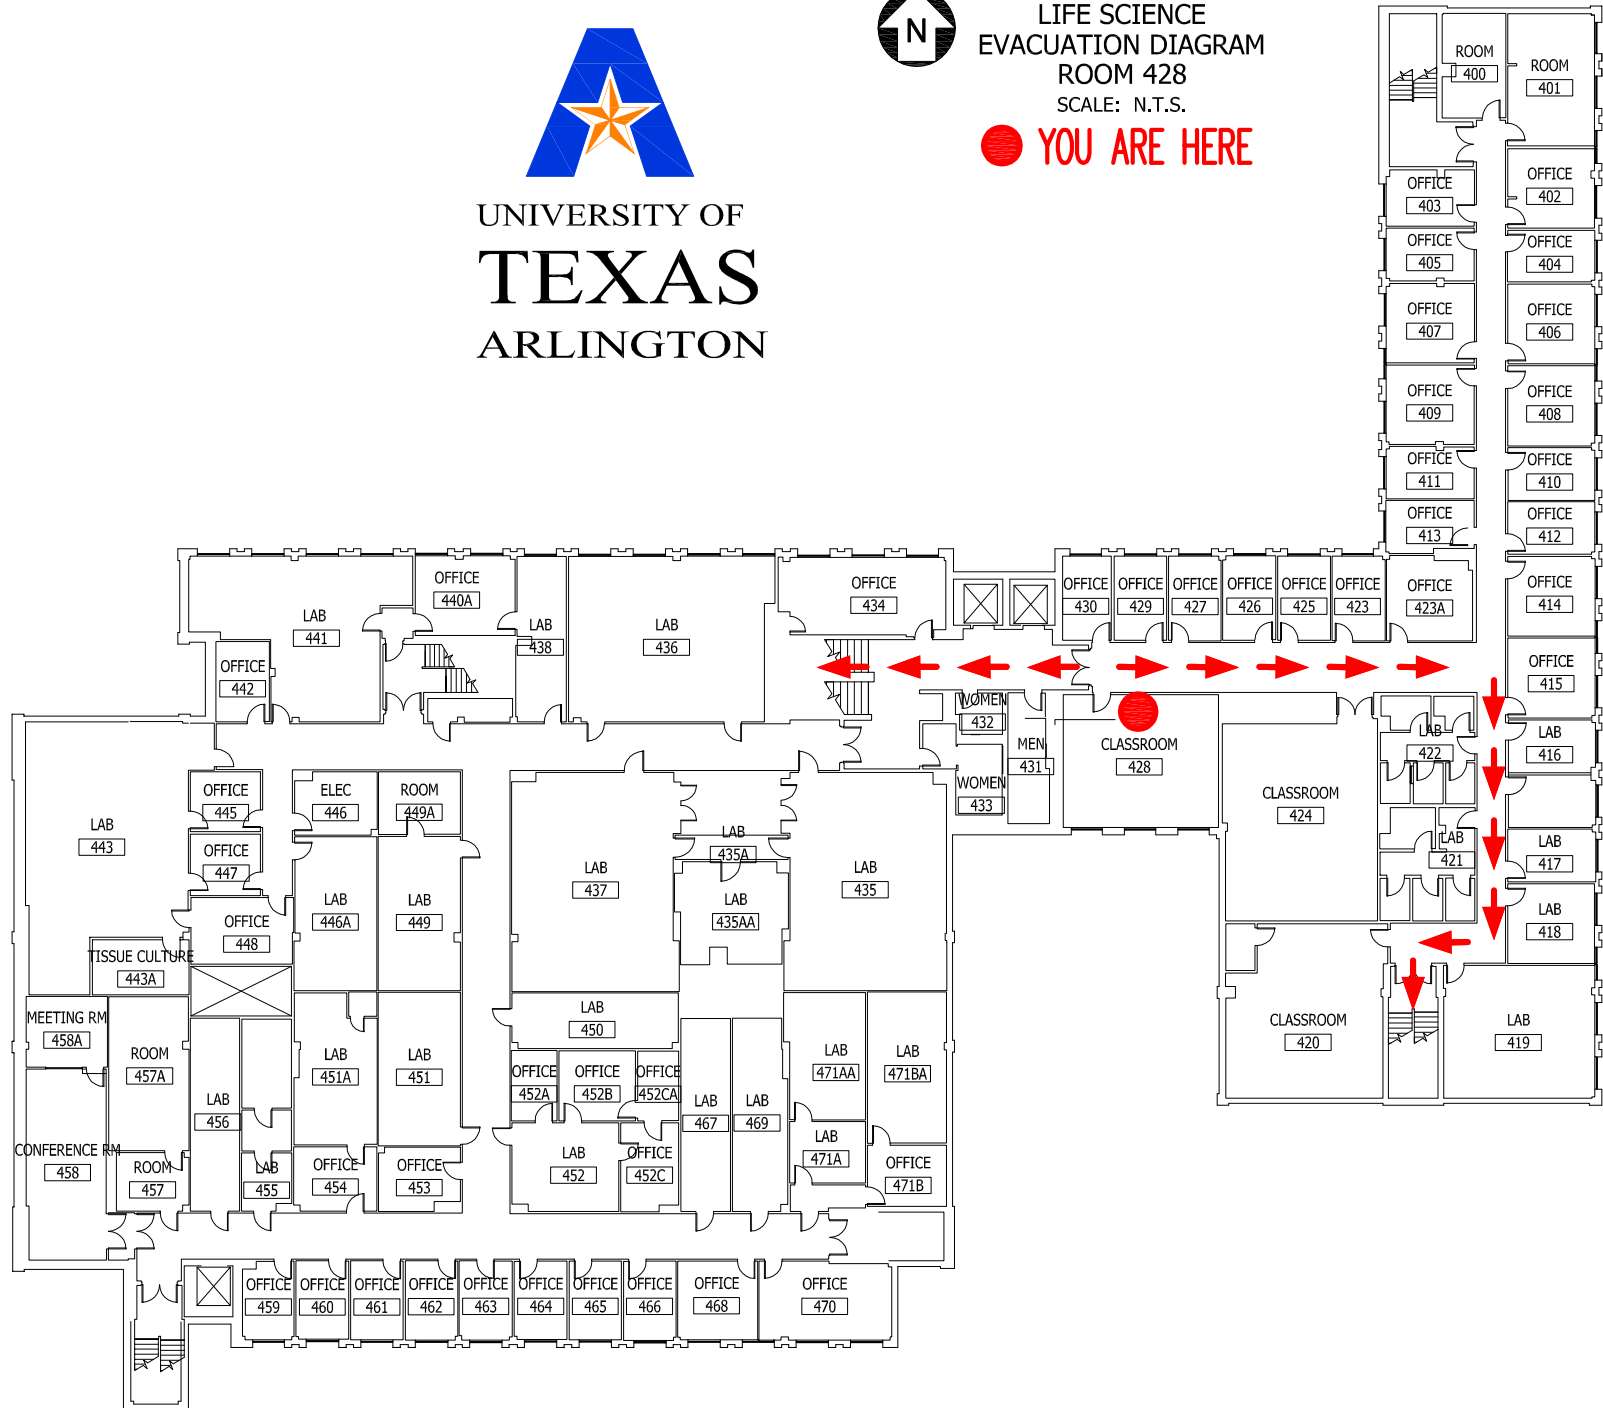 N
LIFE SCIENCE
EVACUATION DIAGRAM
ROOM 428
SCALE: N.T.S.
YOU ARE HERE
UNIVERSITY OF
TEXAS
ARLINGTON
ROOM
400
ROOM
401
OFFICE
402
OFFICE
403
OFFICE
404
OFFICE
405
OFFICE
406
OFFICE
407
OFFICE
408
OFFICE
409
OFFICE
410
OFFICE
411
OFFICE
412
OFFICE
413
OFFICE
414
OFFICE
423A
OFFICE
423
OFFICE
425
OFFICE
426
OFFICE
427
OFFICE
429
OFFICE
430
OFFICE
434
LAB
436
LAB
438
OFFICE
440A
LAB
441
OFFICE
442
OFFICE
415
LAB
416
LAB
417
LAB
418
LAB
419
CLASSROOM
420
LAB
421
LAB
422
CLASSROOM
424
CLASSROOM
428
MEN
431
WOMEN
432
WOMEN
433
LAB
435
LAB
435A
LAB
435AA
LAB
437
LAB
443
TISSUE CULTURE
443A
OFFICE
445
ELEC
446
LAB
446A
OFFICE
447
OFFICE
448
LAB
449
ROOM
449A
LAB
450
LAB
451
LAB
451A
LAB
452
OFFICE
452A
OFFICE
452B
OFFICE
452C
OFFICE
452CA
OFFICE
453
OFFICE
454
LAB
455
LAB
456
ROOM
457
ROOM
457A
CONFERENCE RM
458
MEETING RM
458A
OFFICE
459
OFFICE
460
OFFICE
461
OFFICE
462
OFFICE
463
OFFICE
464
OFFICE
465
OFFICE
466
LAB
467
OFFICE
468
LAB
469
OFFICE
470
LAB
471A
LAB
471AA
OFFICE
471B
LAB
471BA